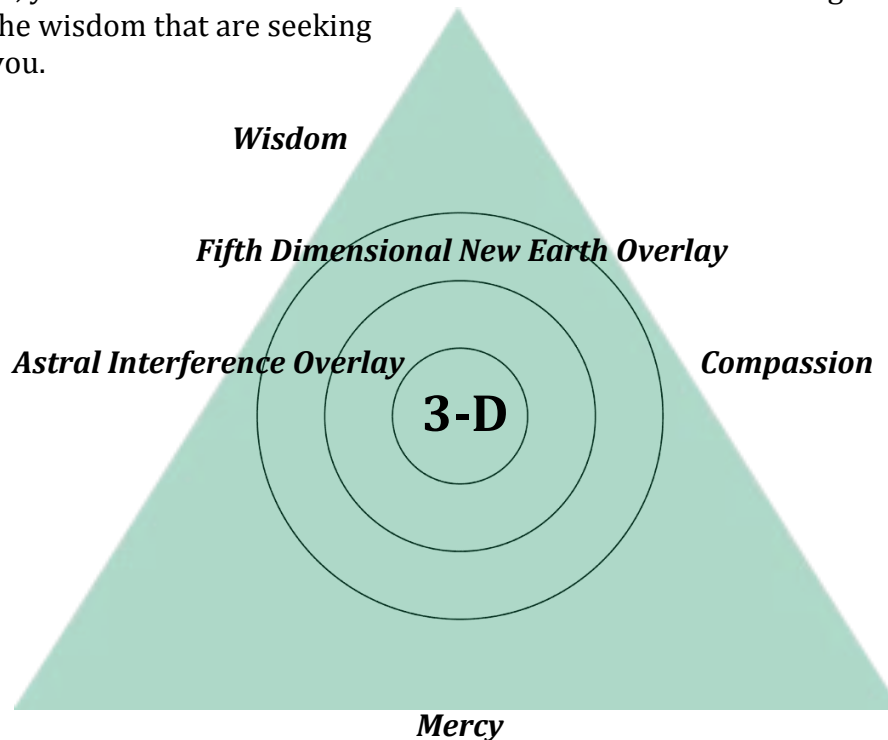 the wisdom that are seeking
you.
Wisdom
Fifth Dimensional New Earth Overlay
Astral Interference Overlay
Compassion
3-D
Mercy